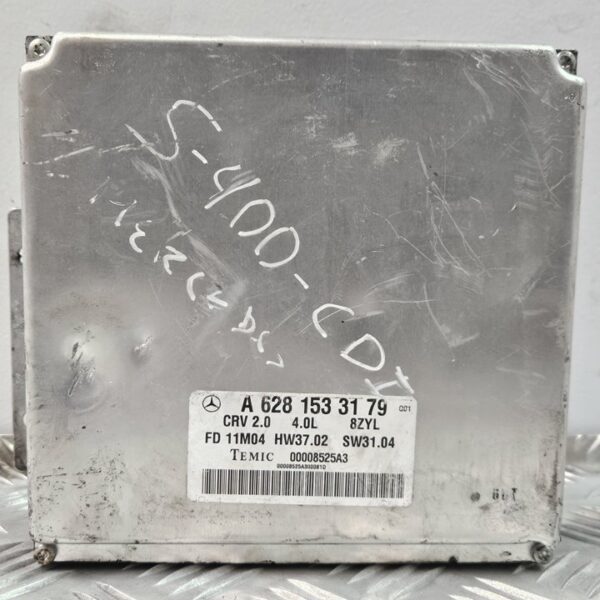 S-400-CDI
A 628 153 31 79 001
CRV 2.0 4.0L 8ZYL
FD 11M04 HW37.02 SW31.04
TEMIC 00008525A3